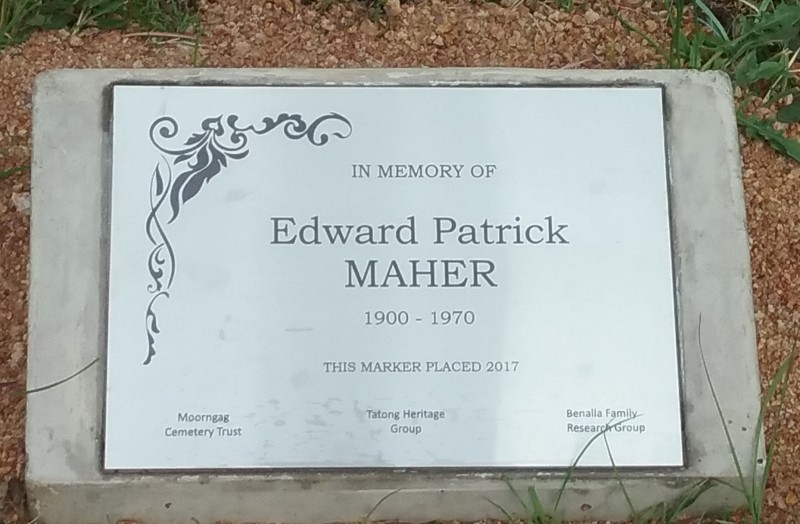 IN MEMORY OF
Edward Patrick
MAHER
1900 - 1970
THIS MARKER PLACED 2017
Moorngag
Cemetery Trust
Tatong Heritage
Group
Benalla Family
Research Group